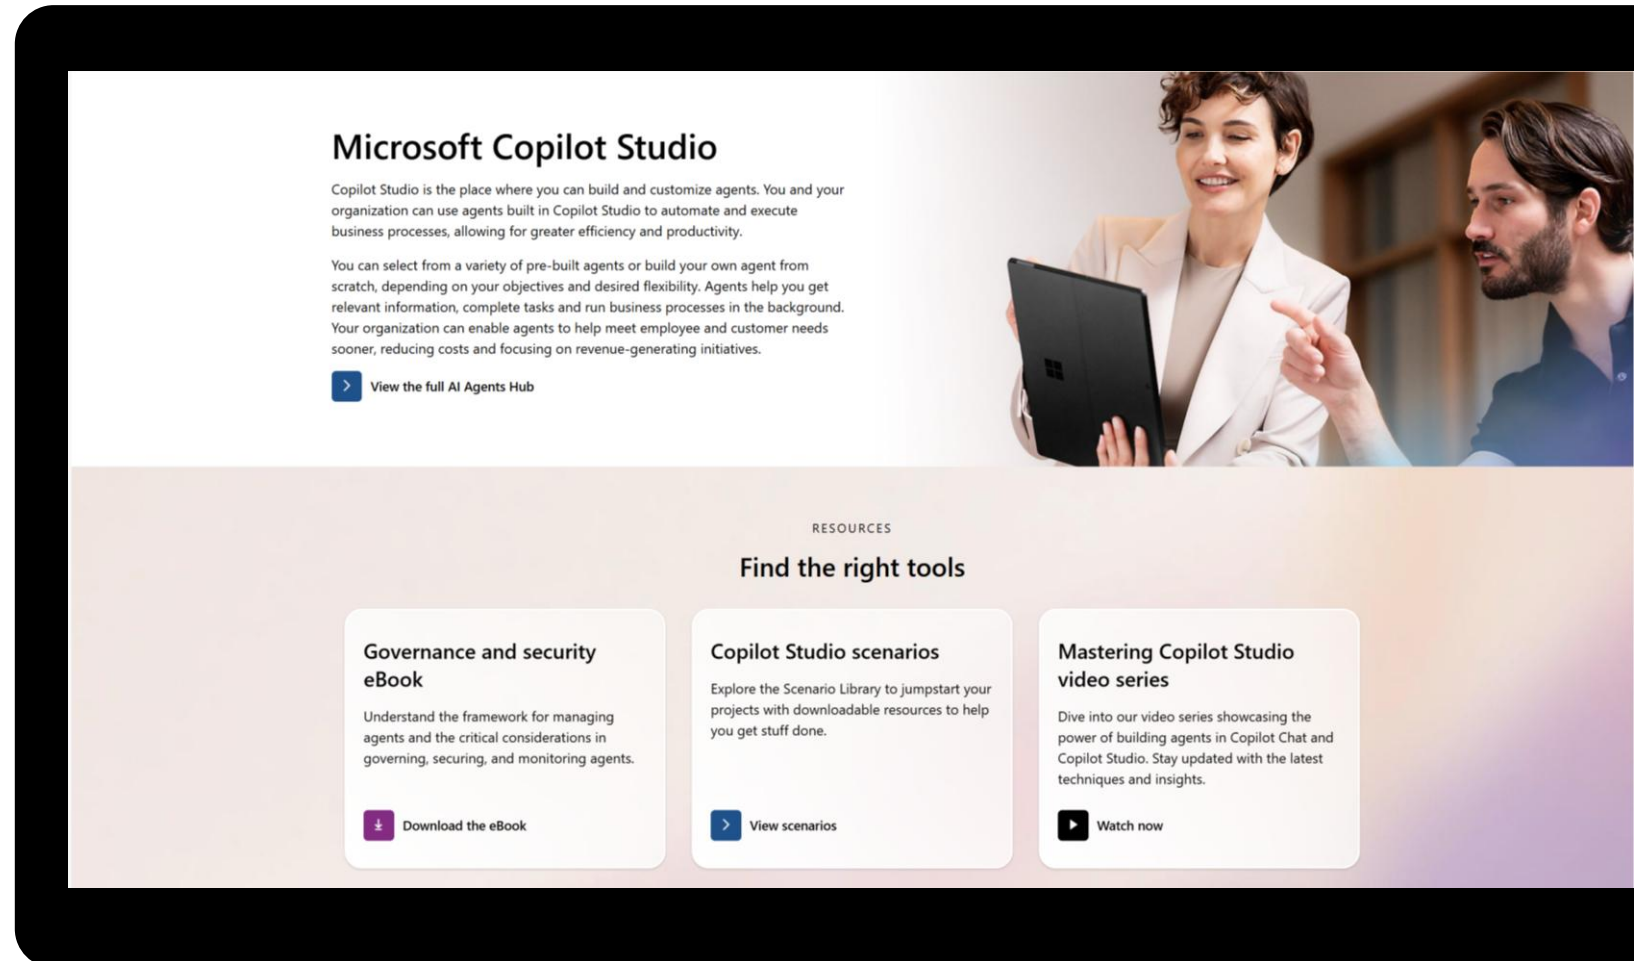 Microsoft Copilot Studio
Copilot Studio is the place where you can build and customize agents. You and your
organization can use agents built in Copilot Studio to automate and execute
business processes, allowing for greater efficiency and productivity.
You can select from a variety of pre-built agents or build your own agent from
scratch, depending on your objectives and desired flexibility. Agents help you get
relevant information, complete tasks and run business processes in the background.
Your organization can enable agents to help meet employee and customer needs
sooner, reducing costs and focusing on revenue-generating initiatives.
View the full AI Agents Hub
RESOURCES
Find the right tools
Governance and security
eBook
Understand the framework for managing
agents and the critical considerations in
governing, securing, and monitoring agents.
Download the eBook
Copilot Studio scenarios
Explore the Scenario Library to jumpstart your
projects with downloadable resources to help
you get stuff done.
View scenarios
Mastering Copilot Studio
video series
Dive into our video series showcasing the
power of building agents in Copilot Chat and
Copilot Studio. Stay updated with the latest
techniques and insights.
Watch now